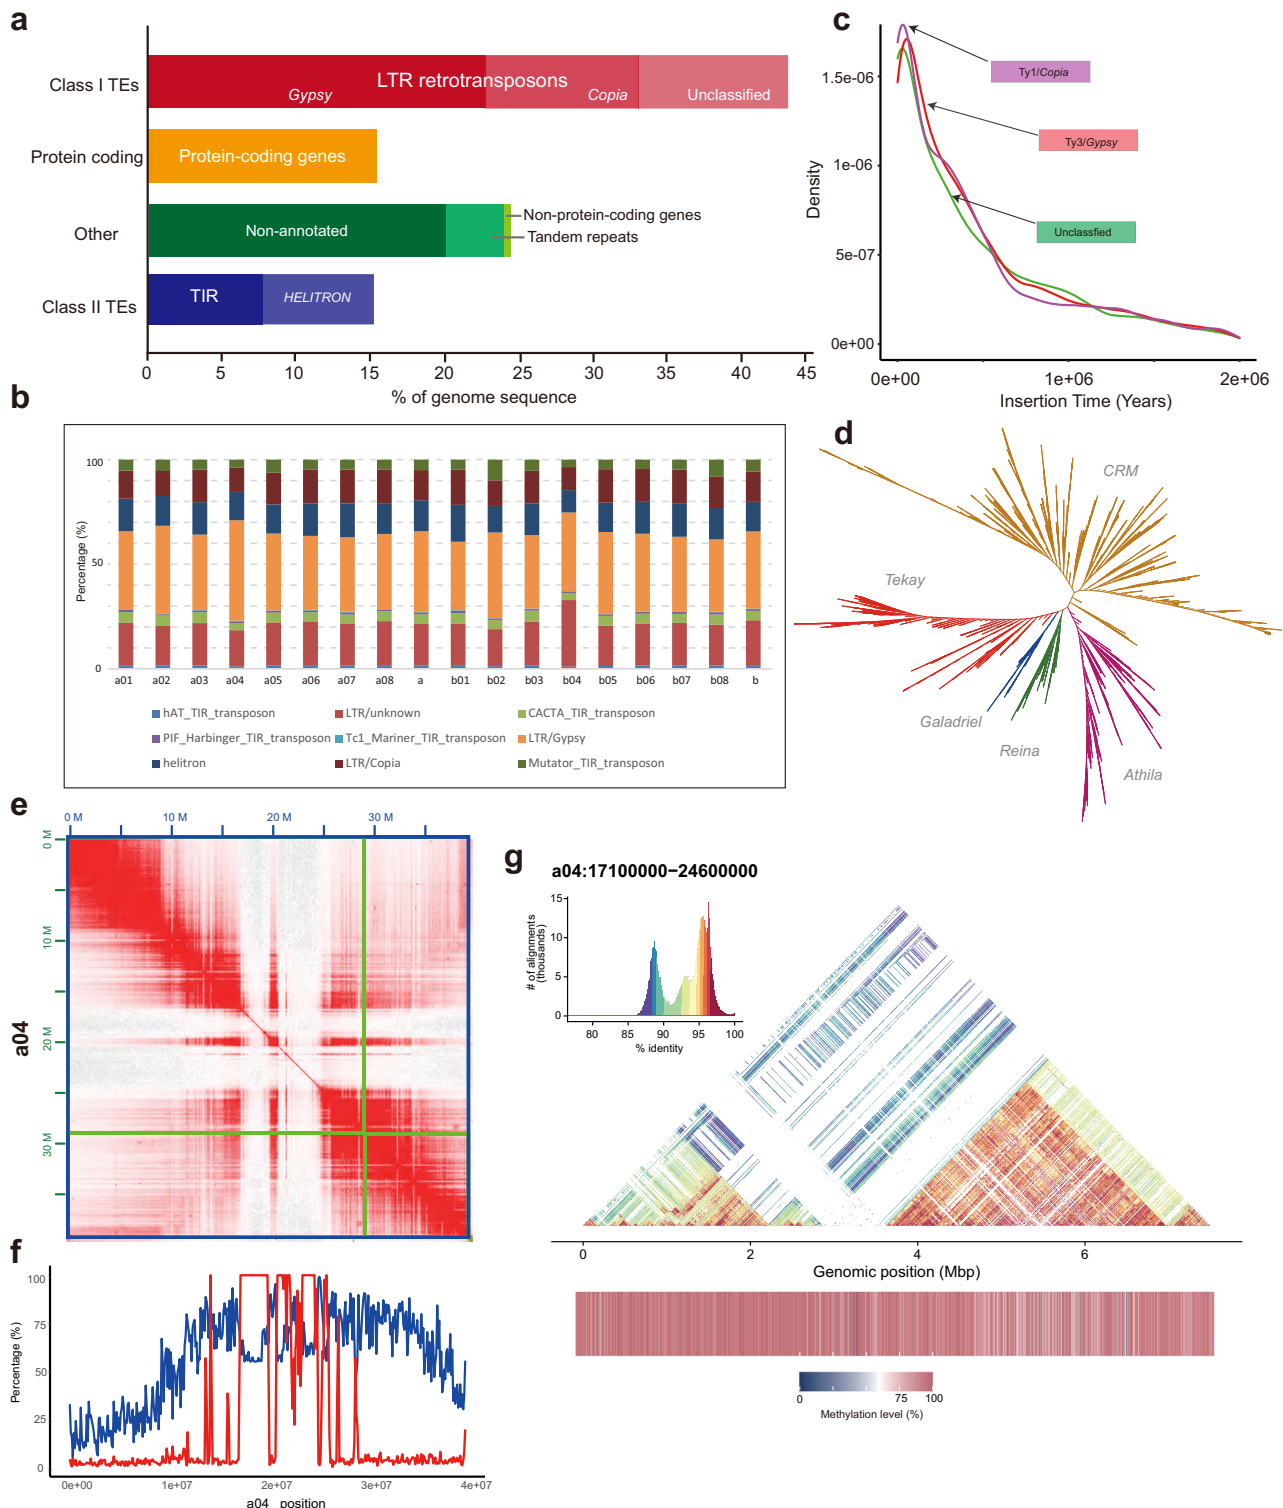 a
Class I TEs
LTR retrotransposons
Gypsy
Copia
Unclassified
Protein coding
Protein-coding genes
Other
Non-annotated
Non-protein-coding genes
Tandem repeats
Class II TEs
TIR
HELITRON
0 5 10 15 20 25 30 35 40 45
% of genome sequence
b
Percentage (%)
100
50
0
a01 a02 a03 a04 a05 a06 a07 a08 a b01 b02 b03 b04 b05 b06 b07 b08 b
hAT_TIR_transposon LTR/unknown CACTA_TIR_transposon
PIF_Harbinger_TIR_transposon Tc1_Mariner_TIR_transposon LTR/Gypsy
helitron LTR/Copia Mutator_TIR_transposon
c
Density
1.5e-06
1e-06
5e-07
0e+00
Ty1/Copia
Ty3/Gypsy
Unclassfied
0e+00 1e+06 2e+06
Insertion Time (Years)
d
CRM
Tekay
Galadriel
Reina
Athila
e
0 M 10 M 20 M 30 M
0 M
10 M
20 M
30 M
a04
f
Percentage (%)
100
75
50
25
0
0e+00 1e+07 2e+07 3e+07 4e+07
a04_position
g
a04:17100000−24600000
# of alignments
(thousands)
15
10
5
0
80 85 90 95 100
% identity
0 2 4 6
Genomic position (Mbp)
0 75 100
Methylation level (%)